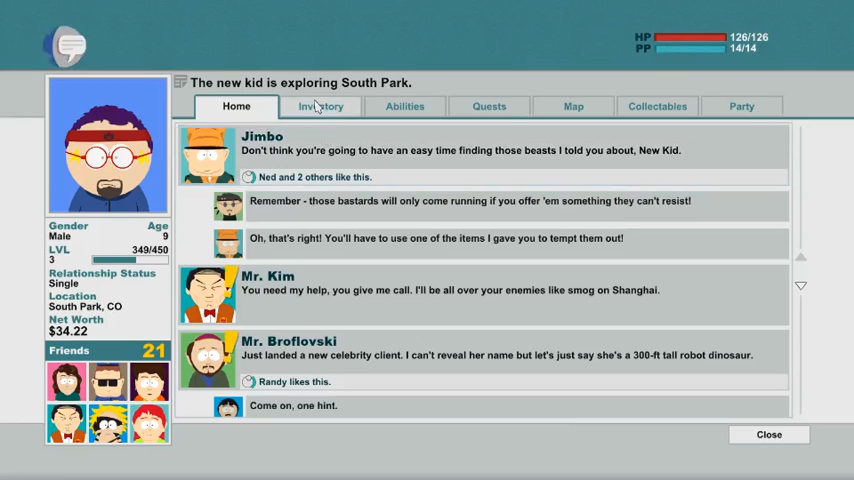 HP 126/126
PP 14/14
The new kid is exploring South Park.
Home Inventory Abilities Quests Map Collectables Party
Jimbo
Don't think you're going to have an easy time finding those beasts I told you about, New Kid.
Ned and 2 others like this.
Remember - those bastards will only come running if you offer 'em something they can't resist!
Oh, that's right! You'll have to use one of the items I gave you to tempt them out!
Mr. Kim
You need my help, you give me call. I'll be all over your enemies like smog on Shanghai.
Mr. Broflovski
Just landed a new celebrity client. I can't reveal her name but let's just say she's a 300-ft tall robot dinosaur.
Randy likes this.
Come on, one hint.
Gender Age
Male 9
LVL 349/450
3
Relationship Status
Single
Location
South Park, CO
Net Worth
$34.22
Friends 21
Close